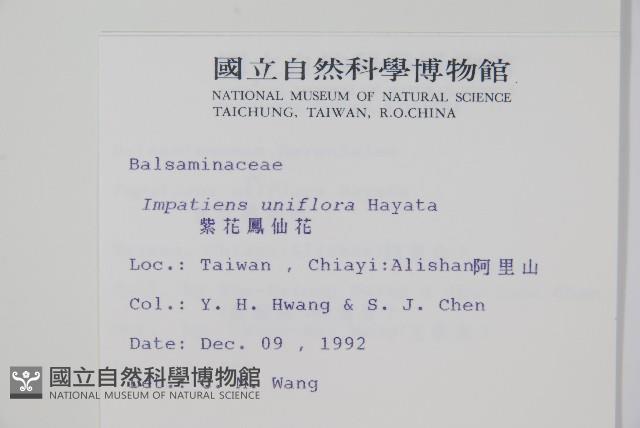 國立自然科學博物館
NATIONAL MUSEUM OF NATURAL SCIENCE
TAICHUNG, TAIWAN, R.O.CHINA
Balsaminaceae
Impatiens uniflora Hayata
紫花鳳仙花
Loc.: Taiwan , Chiayi:Alishan阿里山
Col.: Y. H. Hwang & S. J. Chen
Date: Dec. 09 , 1992
Wang
國立自然科學博物館
NATIONAL MUSEUM OF NATURAL SCIENCE